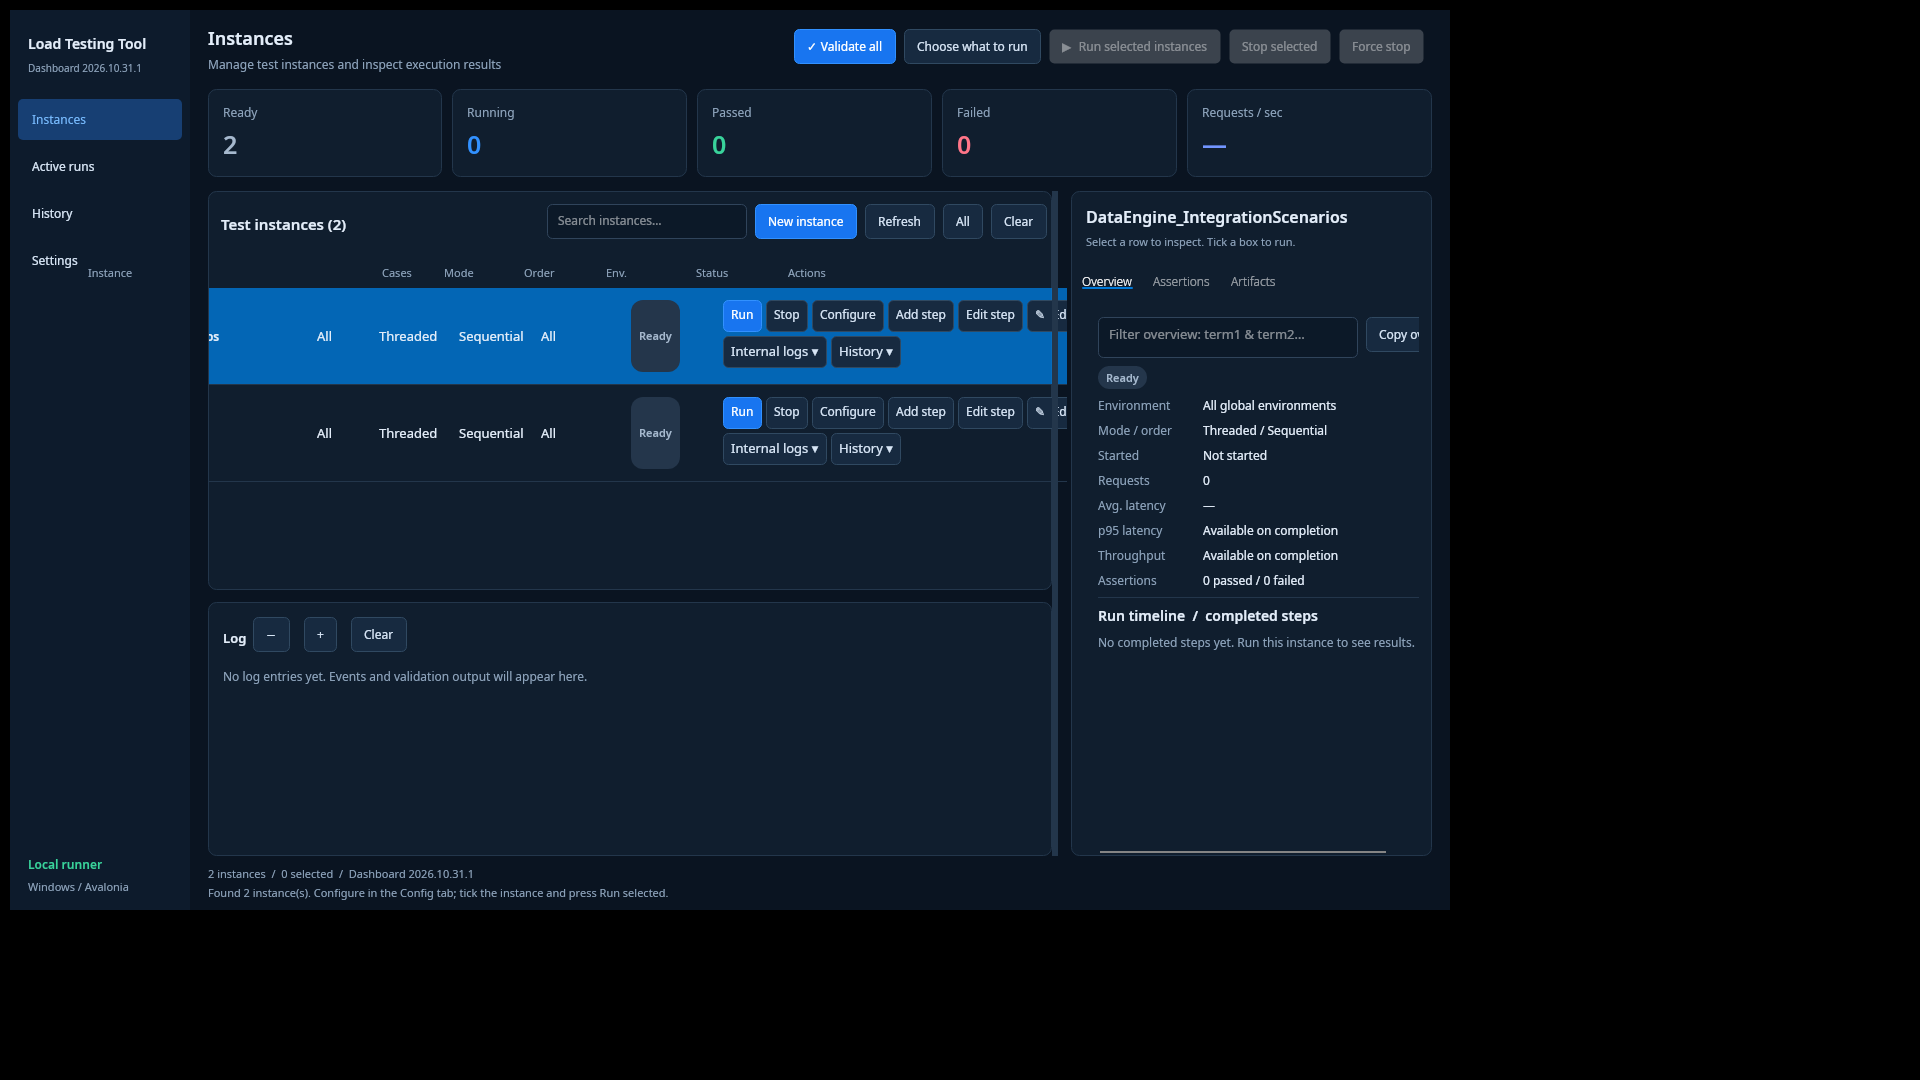 Load Testing Tool
Dashboard 2026.10.31.1
Instances
Active runs
History
Settings
Local runner
Windows / Avalonia
Instances
Manage test instances and inspect execution results
✓ Validate all
Choose what to run
▶ Run selected instances
Stop selected
Force stop
Ready
2
Running
0
Passed
0
Failed
0
Requests / sec
—
Test instances (2)
Search instances...
New instance
Refresh
All
Clear
Instance Cases Mode Order Env. Status Actions
All Threaded Sequential All Ready
Run Stop Configure Add step Edit step ✎
Internal logs ▾ History ▾
All Threaded Sequential All Ready
Run Stop Configure Add step Edit step ✎
Internal logs ▾ History ▾
Log
—
+
Clear
No log entries yet. Events and validation output will appear here.
DataEngine_IntegrationScenarios
Select a row to inspect. Tick a box to run.
Overview Assertions Artifacts
Filter overview: term1 & term2...
Copy
Ready
Environment All global environments
Mode / order Threaded / Sequential
Started Not started
Requests 0
Avg. latency —
p95 latency Available on completion
Throughput Available on completion
Assertions 0 passed / 0 failed
Run timeline / completed steps
No completed steps yet. Run this instance to see results.
2 instances / 0 selected / Dashboard 2026.10.31.1
Found 2 instance(s). Configure in the Config tab; tick the instance and press Run selected.